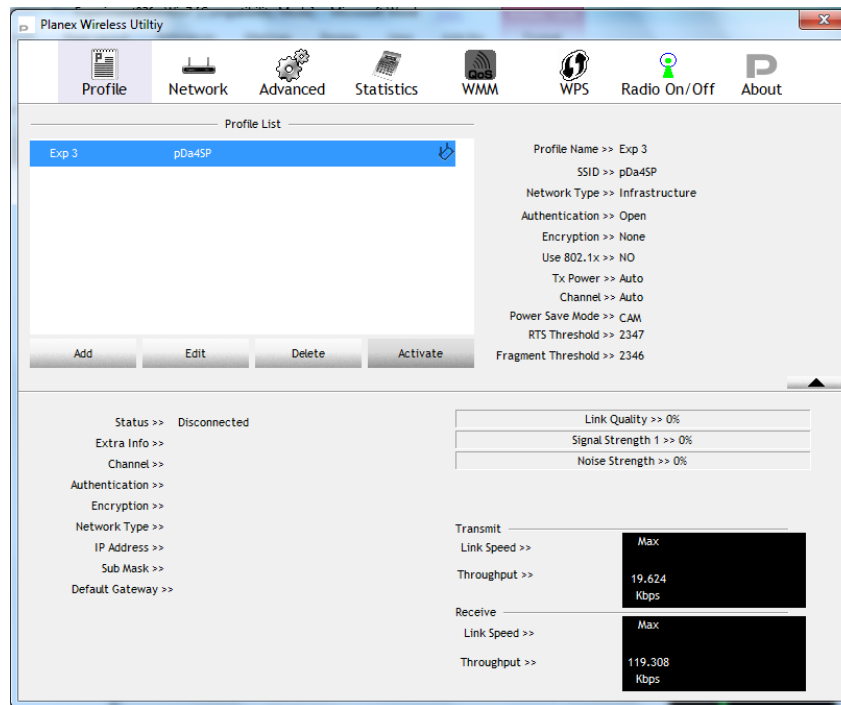 Planex Wireless Utiltiy
Profile Network Advanced Statistics WMM WPS Radio On/Off About
QoS
Profile List
Exp 3 pDa4SP
Add Edit Delete Activate
Profile Name >> Exp 3
SSID >> pDa4SP
Network Type >> Infrastructure
Authentication >> Open
Encryption >> None
Use 802.1x >> NO
Tx Power >> Auto
Channel >> Auto
Power Save Mode >> CAM
RTS Threshold >> 2347
Fragment Threshold >> 2346
Status >> Disconnected
Extra Info >>
Channel >>
Authentication >>
Encryption >>
Network Type >>
IP Address >>
Sub Mask >>
Default Gateway >>
Link Quality >> 0%
Signal Strength 1 >> 0%
Noise Strength >> 0%
Transmit
Link Speed >> Max
Throughput >> 19.624
Kbps
Receive
Link Speed >> Max
Throughput >> 119.308
Kbps